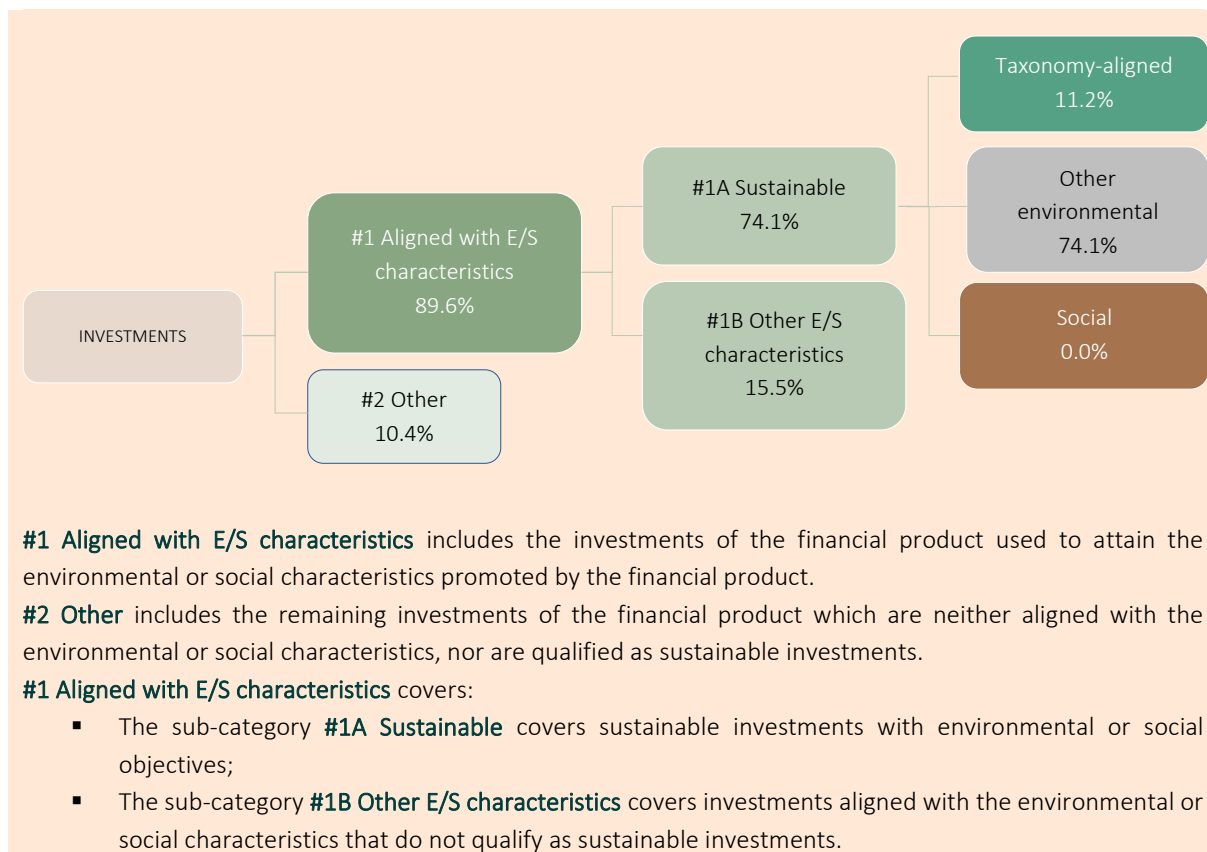 Taxonomy-aligned
11.2%
#1A Sustainable
74.1%
Other
environmental
74.1%
#1 Aligned with E/S
characteristics
89.6%
#1B Other E/S
characteristics
15.5%
Social
0.0%
INVESTMENTS
#2 Other
10.4%
#1 Aligned with E/S characteristics includes the investments of the financial product used to attain the
environmental or social characteristics promoted by the financial product.
#2 Other includes the remaining investments of the financial product which are neither aligned with the
environmental or social characteristics, nor are qualified as sustainable investments.
#1 Aligned with E/S characteristics covers:
▪ The sub-category #1A Sustainable covers sustainable investments with environmental or social
objectives;
▪ The sub-category #1B Other E/S characteristics covers investments aligned with the environmental or
social characteristics that do not qualify as sustainable investments.